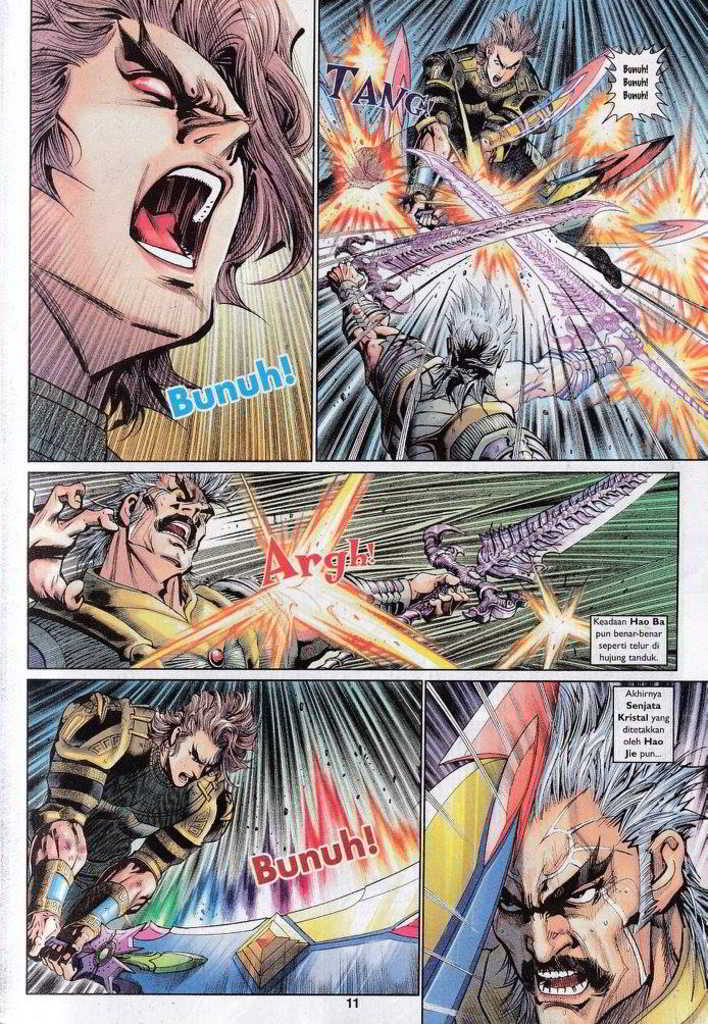 Bunuh!
TANG!
Bunuh!
Bunuh!
Bunuh!
Argh!
Keadaan Hao Ba
pun benar-benar
seperti telur di
hujung tanduk.
Bunuh!
Akhirnya
Senjata
Kristal yang
ditetakkan
oleh Hao
Jie pun...
11